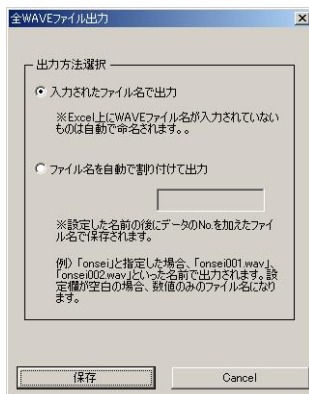 全WAVEファイル出力
出力方法選択
入力されたファイル名で出力
※Excel上にWAVEファイル名が入力されていない
ものは自動で命名されます。。
ファイル名を自動で割り付けて出力
※設定した名前の後にデータのNo.を加えたファイ
ル名で保存されます。
例)「onsei」と指定した場合、「onsei001.wav」、
「onsei002.wav」といった名前で出力されます。設
定欄が空白の場合、数値のみのファイル名になり
ます。
保存
Cancel